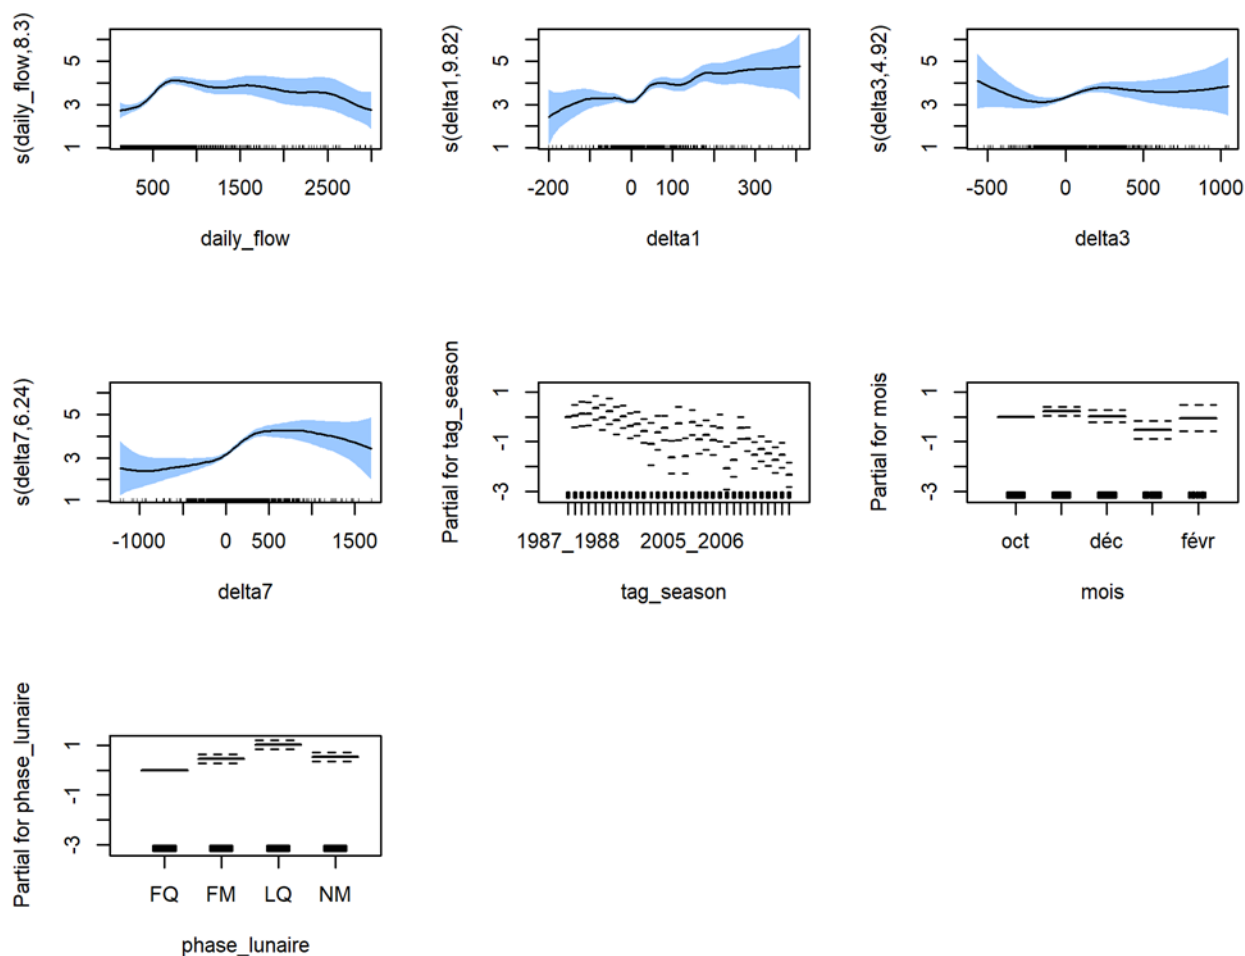 s(daily_flow,8.3)
5
3
1
500 1500 2500
daily_flow
s(delta1,9.82)
5
3
1
-200 0 100 300
delta1
s(delta3,4.92)
5
3
1
-500 0 500 1000
delta3
s(delta7,6.24)
5
3
1
-1000 0 500 1500
delta7
Partial for tag_season
1
-1
-3
1987_1988 2005_2006
tag_season
Partial for mois
1
-1
-3
oct déc févr
mois
Partial for phase_lunaire
1
-1
-3
FQ FM LQ NM
phase_lunaire